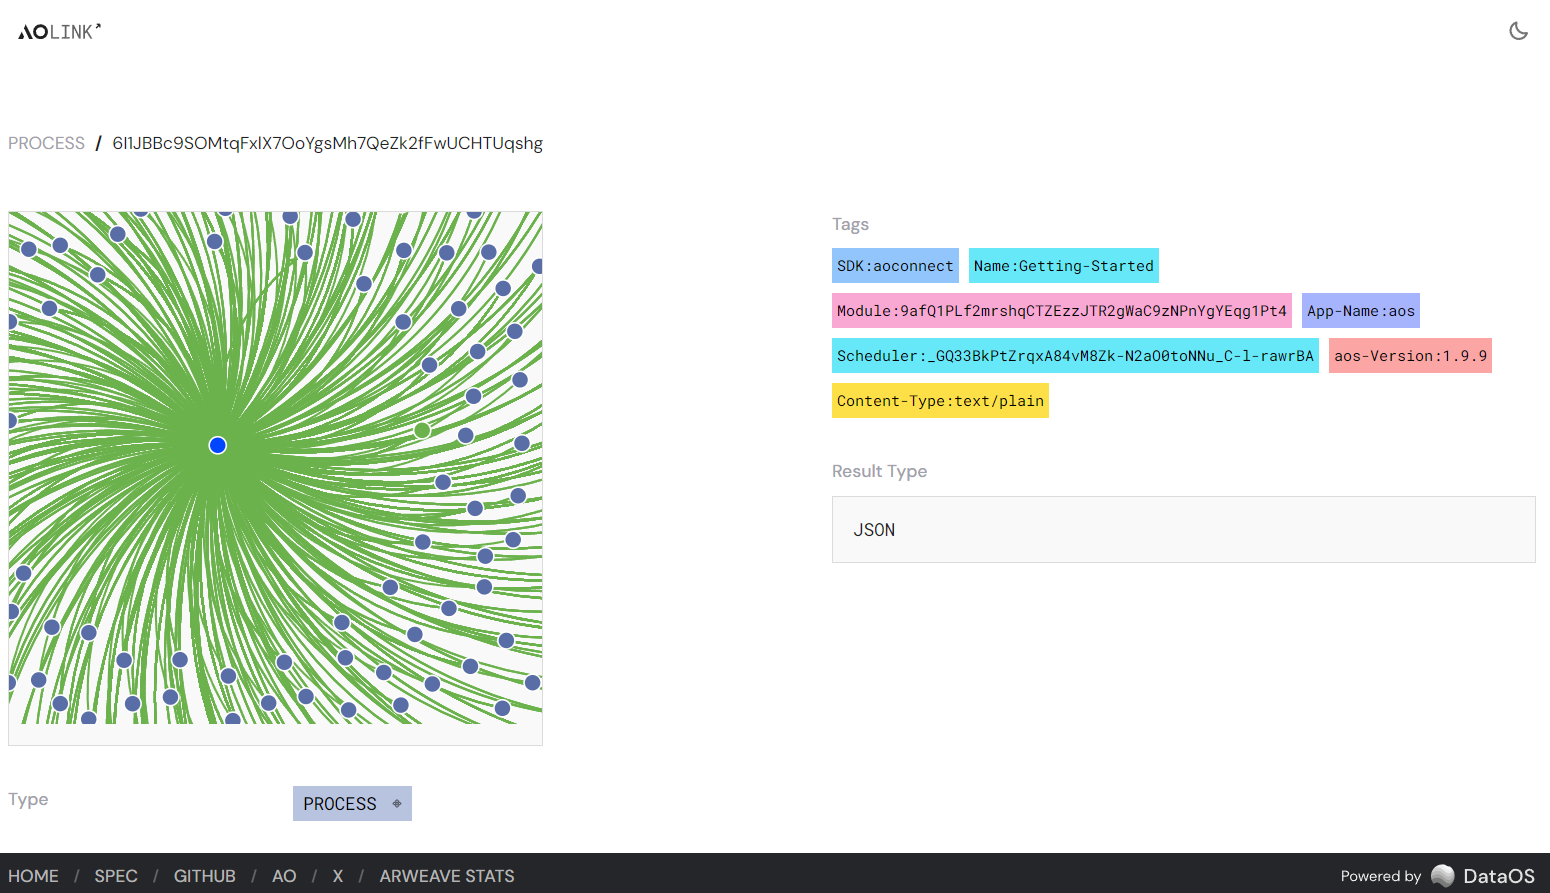 AOLINK
PROCESS / 6I1JBBc9SOMtqFxlX7OoYgsMh7QeZk2fFwUCHTUqshg
Tags
SDK:aoconnect Name:Getting-Started
Module:9afQ1PLf2mrshqCTZEzzJTR2gWaC9zNPnYgYEqg1Pt4 App-Name:aos
Scheduler:_GQ33BkPtZrqxA84vM8Zk-N2aO0toNNu_C-l-rawrBA aos-Version:1.9.9
Content-Type:text/plain
Result Type
JSON
Type PROCESS
HOME / SPEC / GITHUB / AO / X / ARWEAVE STATS Powered by DataOS